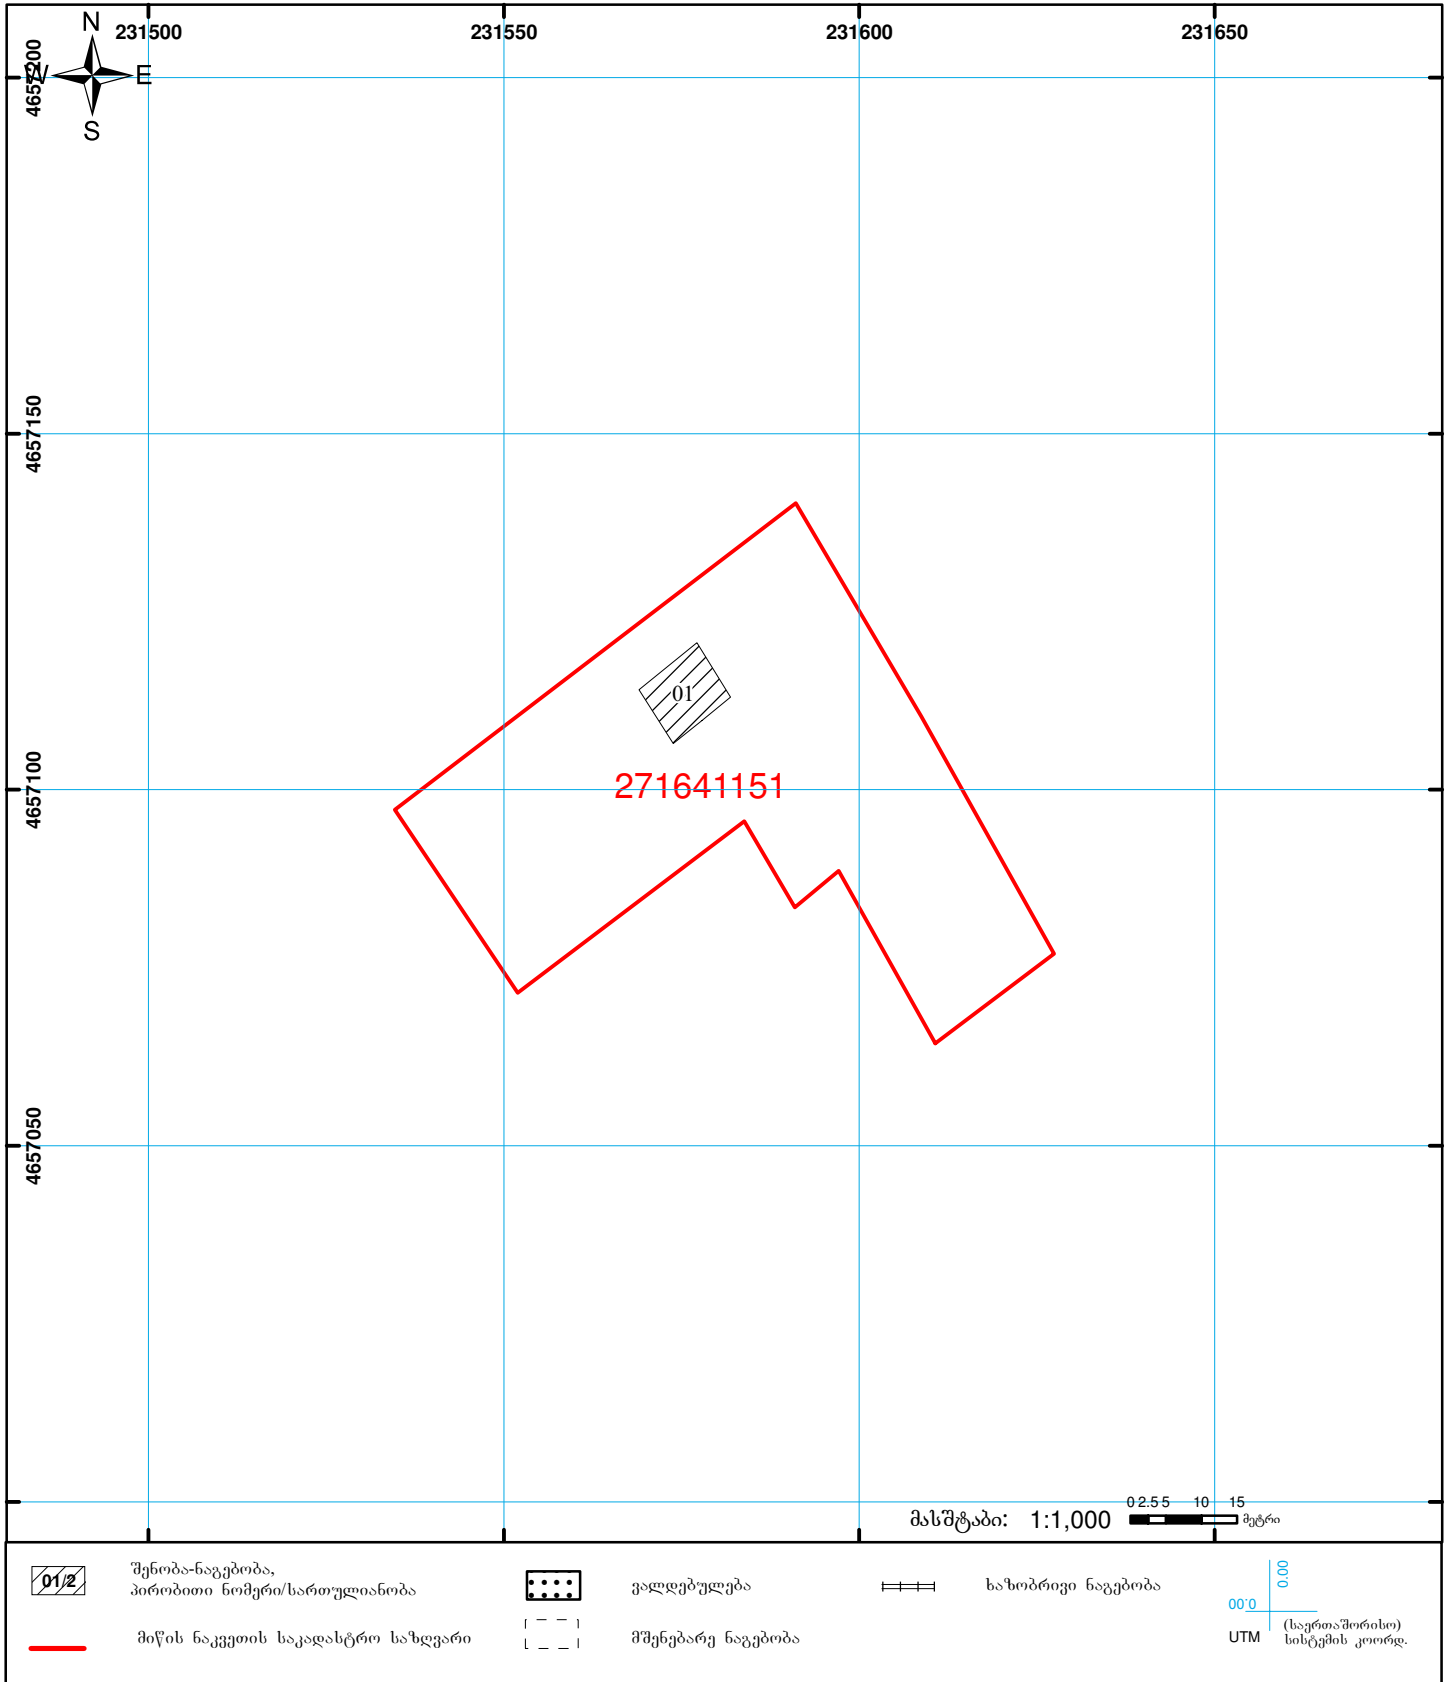 N
W E
S
231500 231550 231600 231650
4657200
4657150
4657100
4657050
01
271641151
მასშტაბი: 1:1,000
0 2.5 5 10 15
მეტრი
01/2
შენობა-ნაგებობა,
პირობითი ნომერი/სართულიანობა
ვალდებულება
ხაზობრივი ნაგებობა
მიწის ნაკვეთის საკადასტრო საზღვარი
მშენებარე ნაგებობა
0.00
0.00
UTM
(საერთაშორისო)
სისტემის კოორდ.